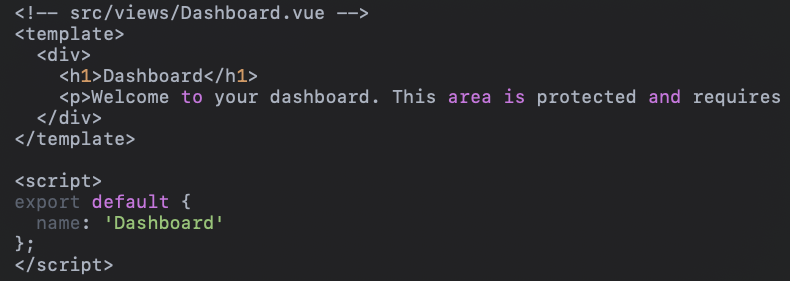 <!-- src/views/Dashboard.vue -->
<template>
  <div>
    <h1>Dashboard</h1>
    <p>Welcome to your dashboard. This area is protected and requires
  </div>
</template>

<script>
export default {
  name: 'Dashboard'
};
</script>